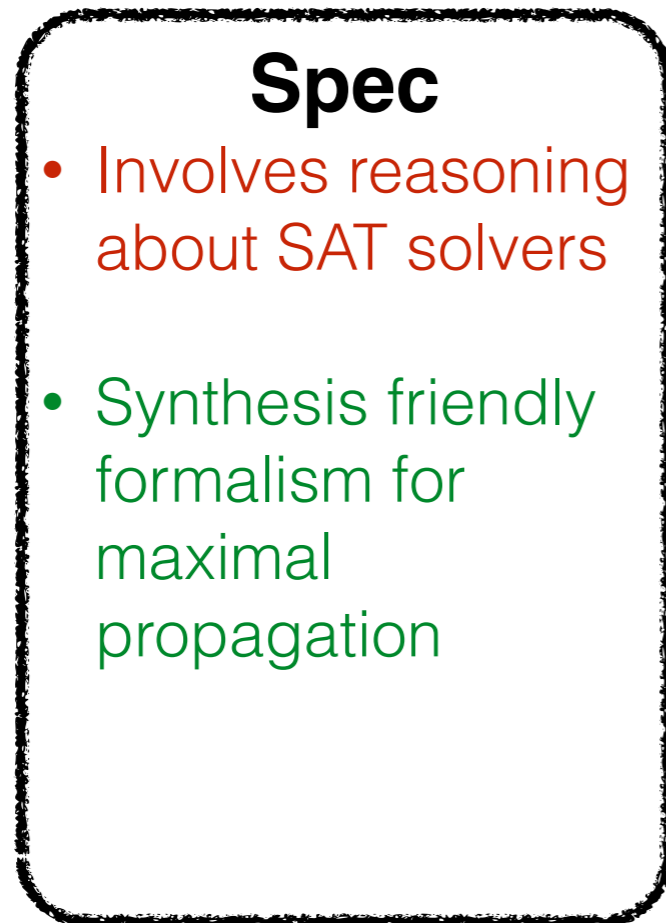 Spec
• Involves reasoning
about SAT solvers
• Synthesis friendly
formalism for
maximal
propagation